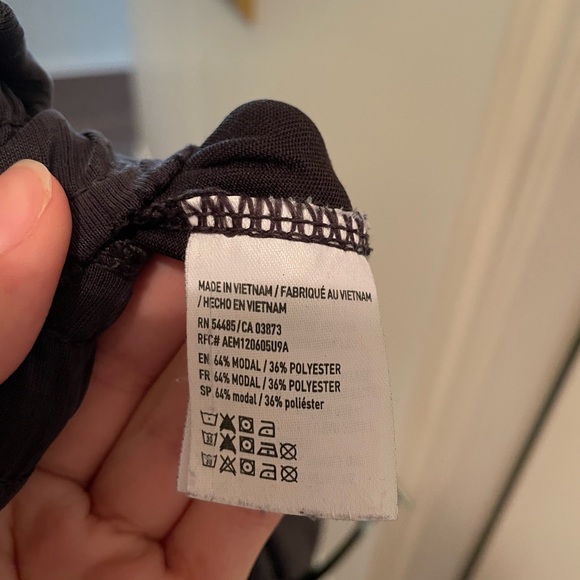 MADE IN VIETNAM / FABRIQUÉ AU VIETNAM
/ HECHO EN VIETNAM
RN 54485/CA 03873
RFC# AEM120605U9A
EN 64% MODAL / 36% POLYESTER
FR 64% MODAL / 36% POLYESTER
SP 64% modal / 36% poliéster